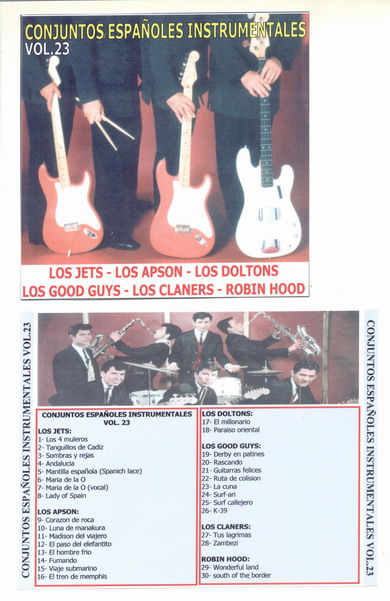 CONJUNTOS ESPAÑOLES INSTRUMENTALES
VOL.23
LOS JETS - LOS APSON - LOS DOLTONS
LOS GOOD GUYS - LOS CLANERS - ROBIN HOOD
CONJUNTOS ESPAÑOLES INSTRUMENTALES VOL.23
CONJUNTOS ESPAÑOLES INSTRUMENTALES
VOL. 23
LOS JETS:
1- Los 4 muleros
2- Tanguillos de Cadiz
3- Sombras y rejas
4- Andalucia
5- Mantilla española (Spanich lace)
6- Maria de la O
7- Maria de la O (vocal)
8- Lady of Spain
LOS APSON:
9- Corazon de roca
10- Luna de manakura
11- Madison del viajero
12- El paso del elefantito
13- El hombre frio
14- Fumando
15- Viaje submarino
16- El tren de memphis
LOS DOLTONS:
17- El millonario
18- Paraiso oriental
LOS GOOD GUYS:
19- Derby en patines
20- Rascando
21- Guitarras felices
22- Ruta de colision
23- La cuna
24- Surf-ari
25- Surf callejero
26- K-39
LOS CLANERS:
27- Tus lagrimas
28- Zambezi
ROBIN HOOD:
29- Wonderful land
30- south of the border
CONJUNTOS ESPAÑOLES INSTRUMENTALES VOL.23